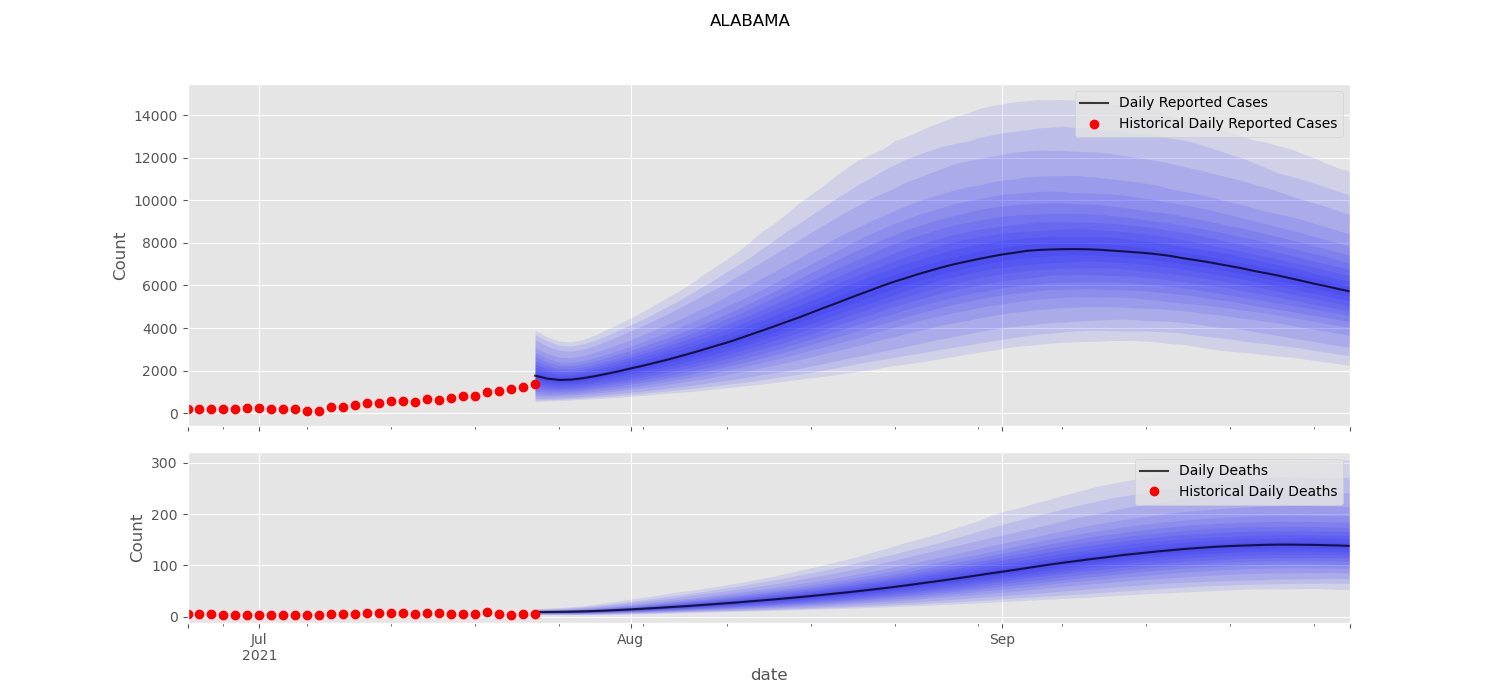 ALABAMA
Count
14000
12000
10000
8000
6000
4000
2000
0
Daily Reported Cases
Historical Daily Reported Cases
Count
300
200
100
0
Daily Deaths
Historical Daily Deaths
Jul
2021
Aug
Sep
date